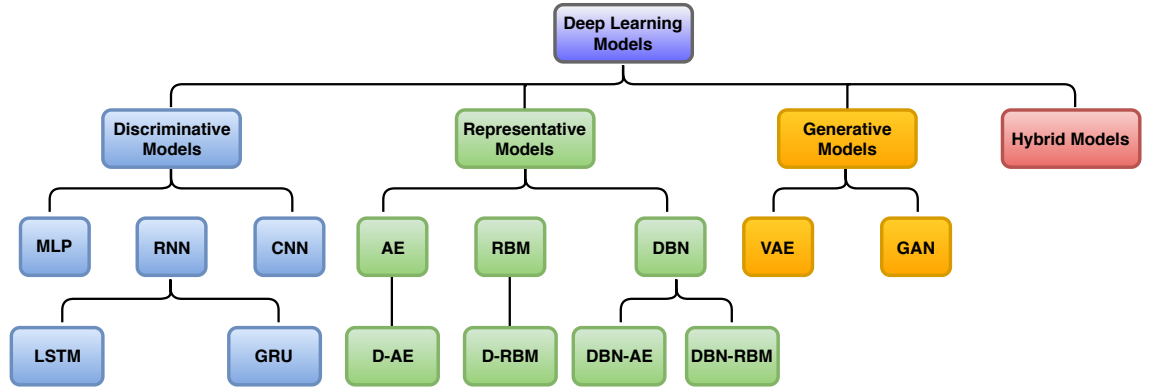 Deep Learning
Models
Discriminative
Models
Representative
Models
Generative
Models
Hybrid Models
MLP
RNN
CNN
AE
RBM
DBN
VAE
GAN
LSTM
GRU
D-AE
D-RBM
DBN-AE
DBN-RBM